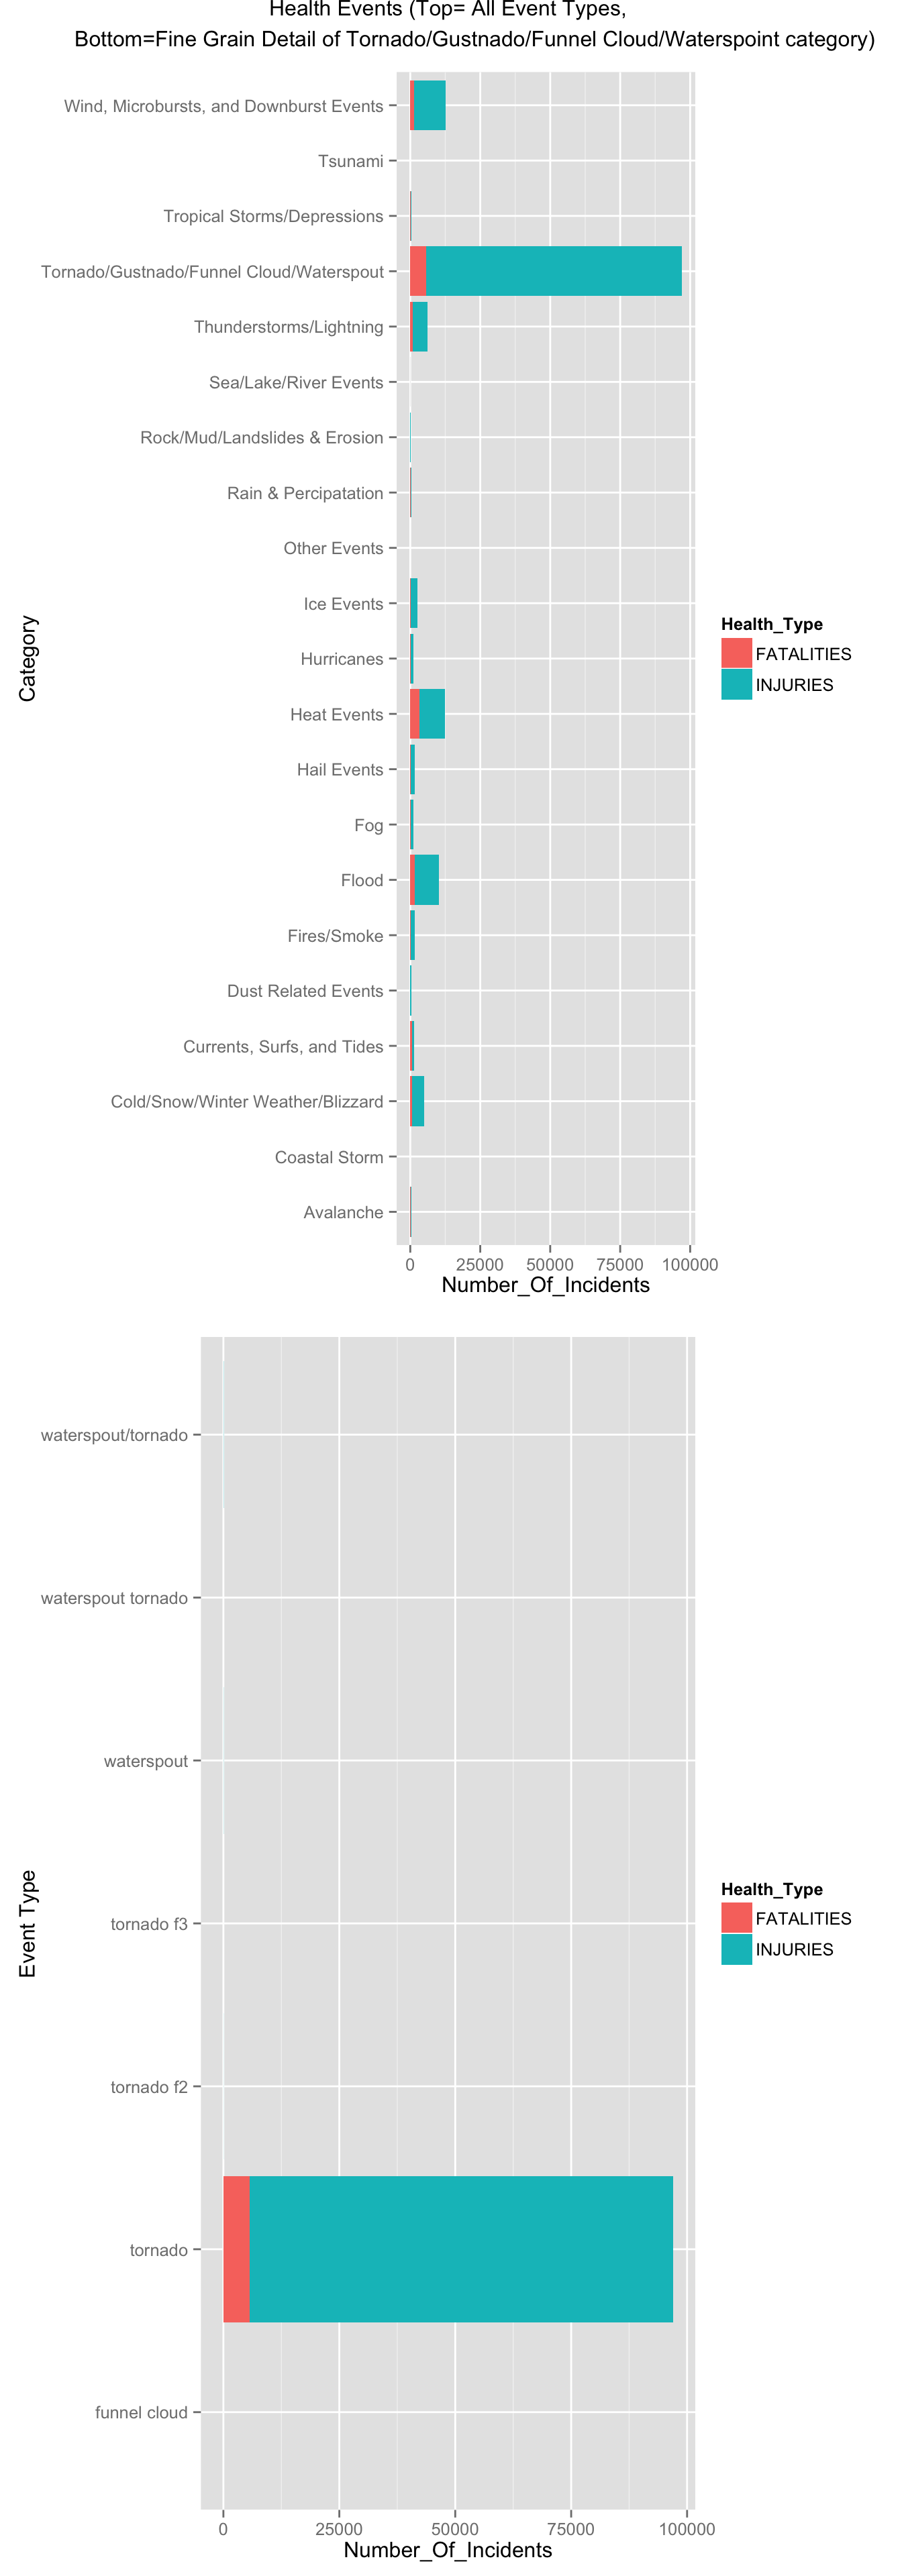 Health Events (Top= All Event Types,
Bottom=Fine Grain Detail of Tornado/Gustnado/Funnel Cloud/Waterspoint category)
Wind, Microbursts, and Downburst Events
Tsunami
Tropical Storms/Depressions
Tornado/Gustnado/Funnel Cloud/Waterspout
Thunderstorms/Lightning
Sea/Lake/River Events
Rock/Mud/Landslides & Erosion
Rain & Percipatation
Other Events
Ice Events
Hurricanes
Heat Events
Hail Events
Fog
Flood
Fires/Smoke
Dust Related Events
Currents, Surfs, and Tides
Cold/Snow/Winter Weather/Blizzard
Coastal Storm
Avalanche
Category
0 25000 50000 75000 100000
Number_Of_Incidents
Health_Type
FATALITIES
INJURIES
waterspout/tornado
waterspout tornado
waterspout
tornado f3
tornado f2
tornado
funnel cloud
Event Type
0 25000 50000 75000 100000
Number_Of_Incidents
Health_Type
FATALITIES
INJURIES